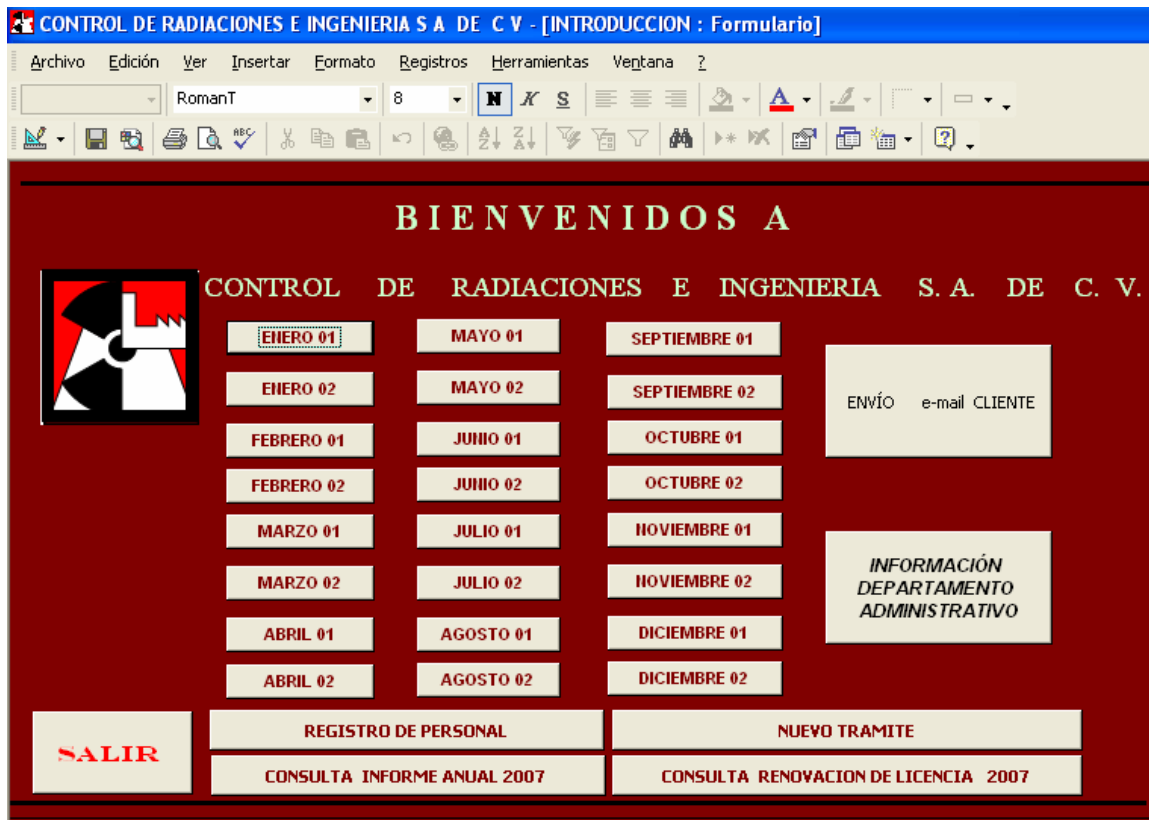 CONTROL DE RADIACIONES E INGENIERIA S A DE C V - [INTRODUCCION : Formulario]
Archivo Edición Ver Insertar Formato Registros Herramientas Ventana ?
RomanT 8 N K S A
ABC A Z Z A ?
BIENVENIDOS A
CONTROL DE RADIACIONES E INGENIERIA S. A. DE C. V.
ENERO 01 MAYO 01 SEPTIEMBRE 01
ENERO 02 MAYO 02 SEPTIEMBRE 02
ENVÍO e-mail CLIENTE
FEBRERO 01 JUNIO 01 OCTUBRE 01
FEBRERO 02 JUNIO 02 OCTUBRE 02
MARZO 01 JULIO 01 NOVIEMBRE 01
MARZO 02 JULIO 02 NOVIEMBRE 02
INFORMACIÓN
DEPARTAMENTO
ADMINISTRATIVO
ABRIL 01 AGOSTO 01 DICIEMBRE 01
ABRIL 02 AGOSTO 02 DICIEMBRE 02
SALIR
REGISTRO DE PERSONAL NUEVO TRAMITE
CONSULTA INFORME ANUAL 2007 CONSULTA RENOVACION DE LICENCIA 2007